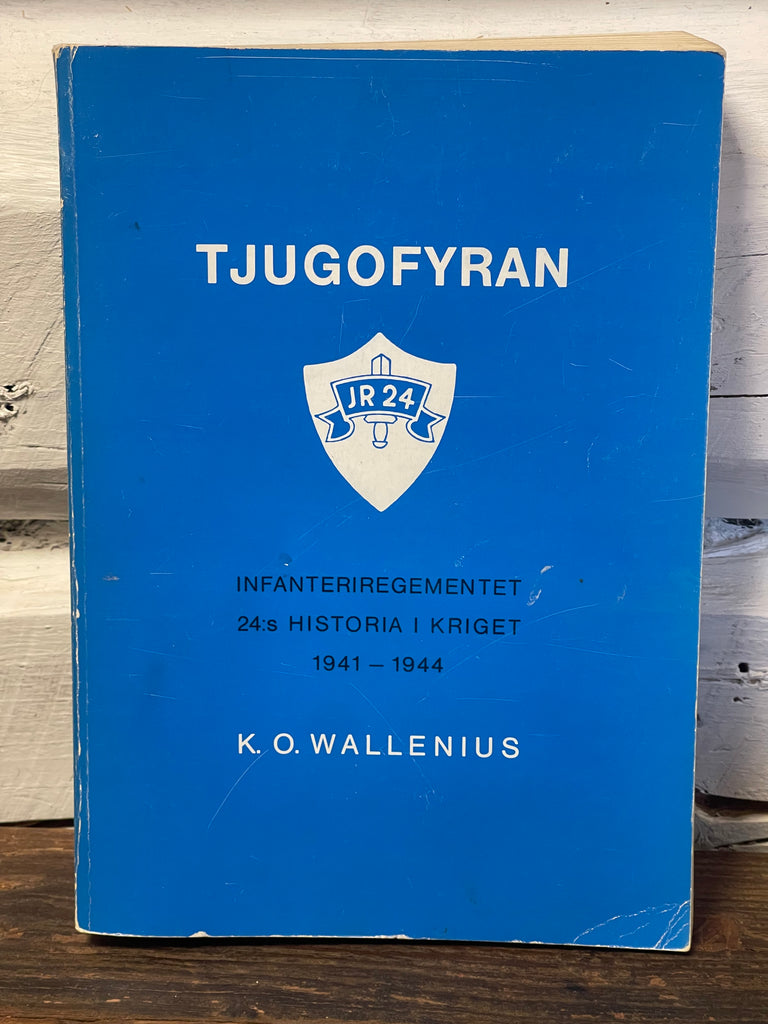 TJUGOFYRAN
JR 24
INFANTERIREGEMENTET
24:s HISTORIA I KRIGET
1941 – 1944
K. O. WALLENIUS